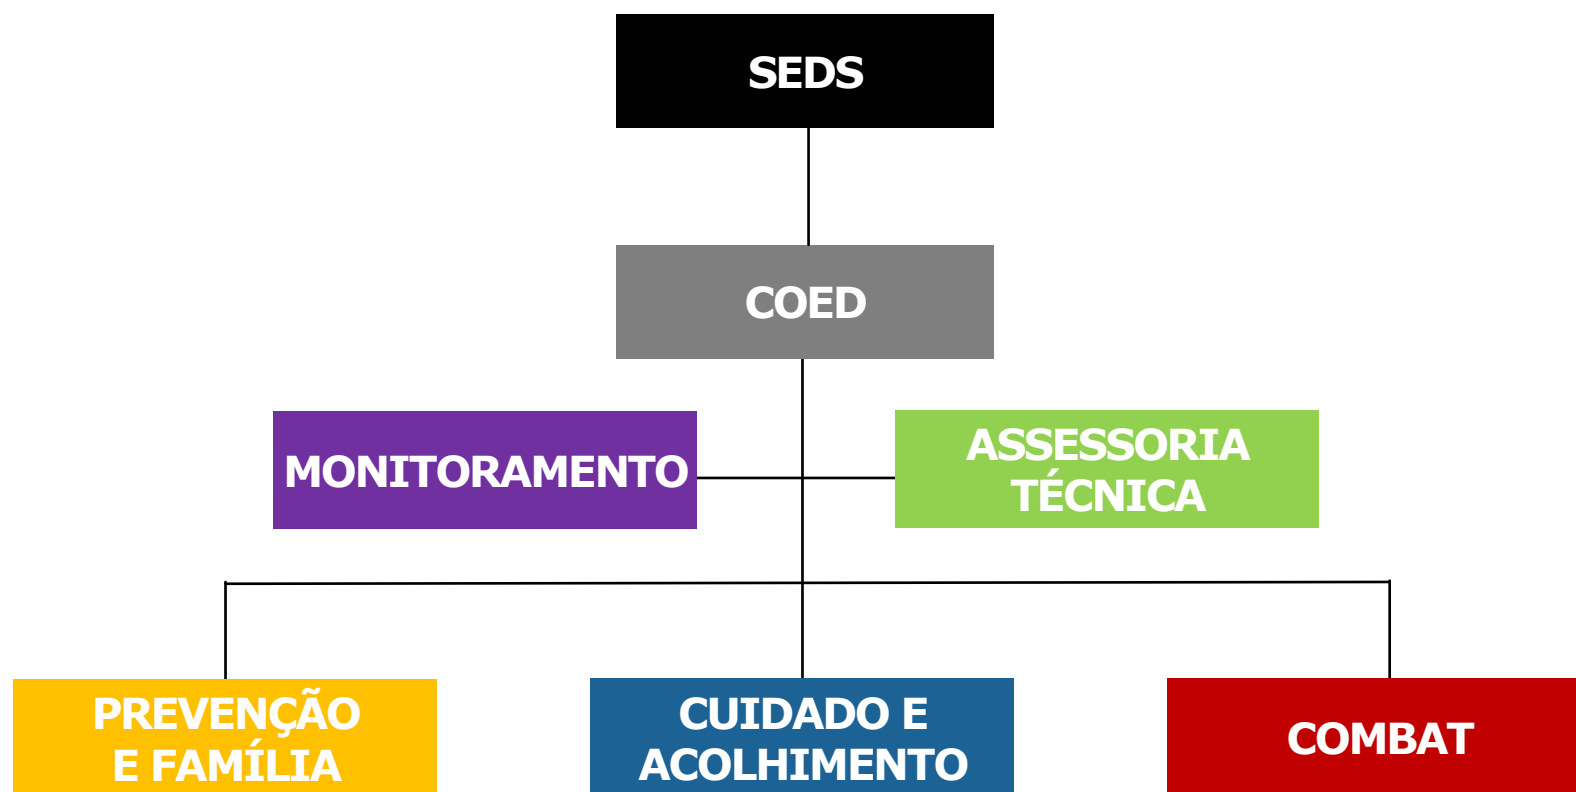 SEDS
COED
MONITORAMENTO
ASSESSORIA
TÉCNICA
PREVENÇÃO
E FAMÍLIA
CUIDADO E
ACOLHIMENTO
COMBAT